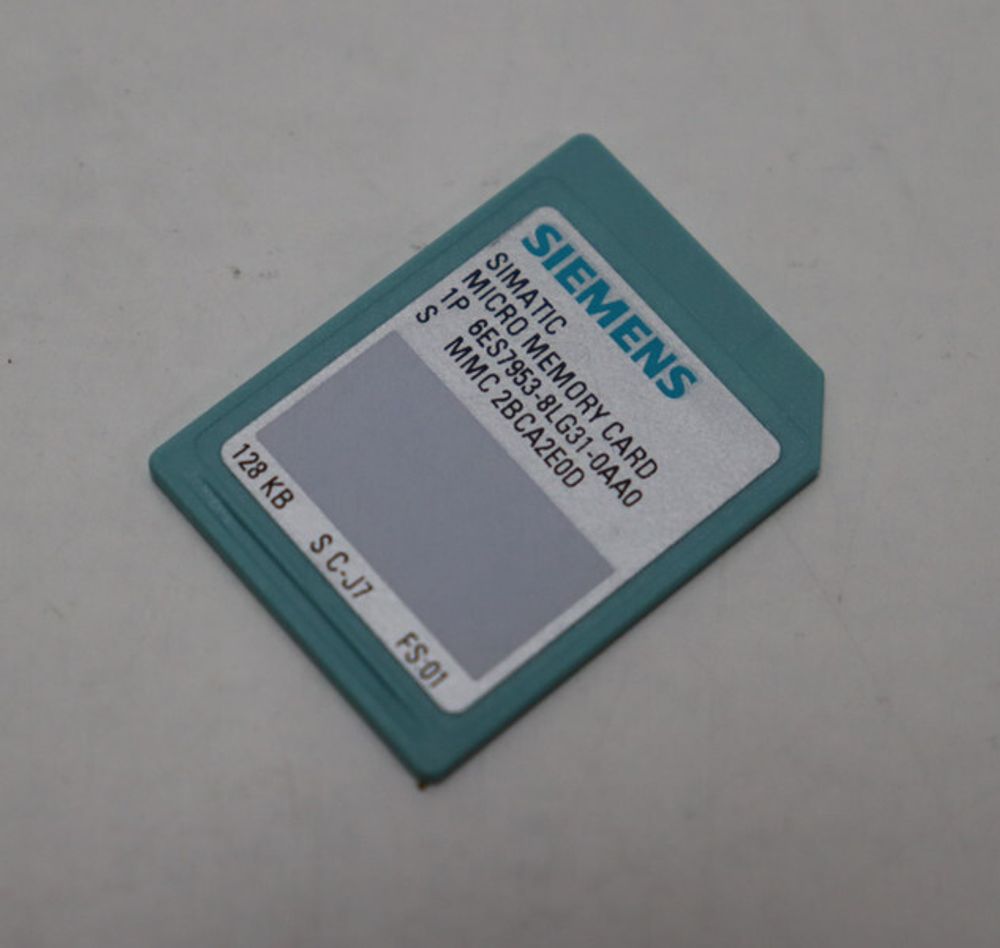 SIEMENS
SIMATIC
MICRO MEMORY CARD
1P 6ES7953-8LG31-0AA0
S MMC 2BCA2E0D
128 KB S C-J7 FS:01